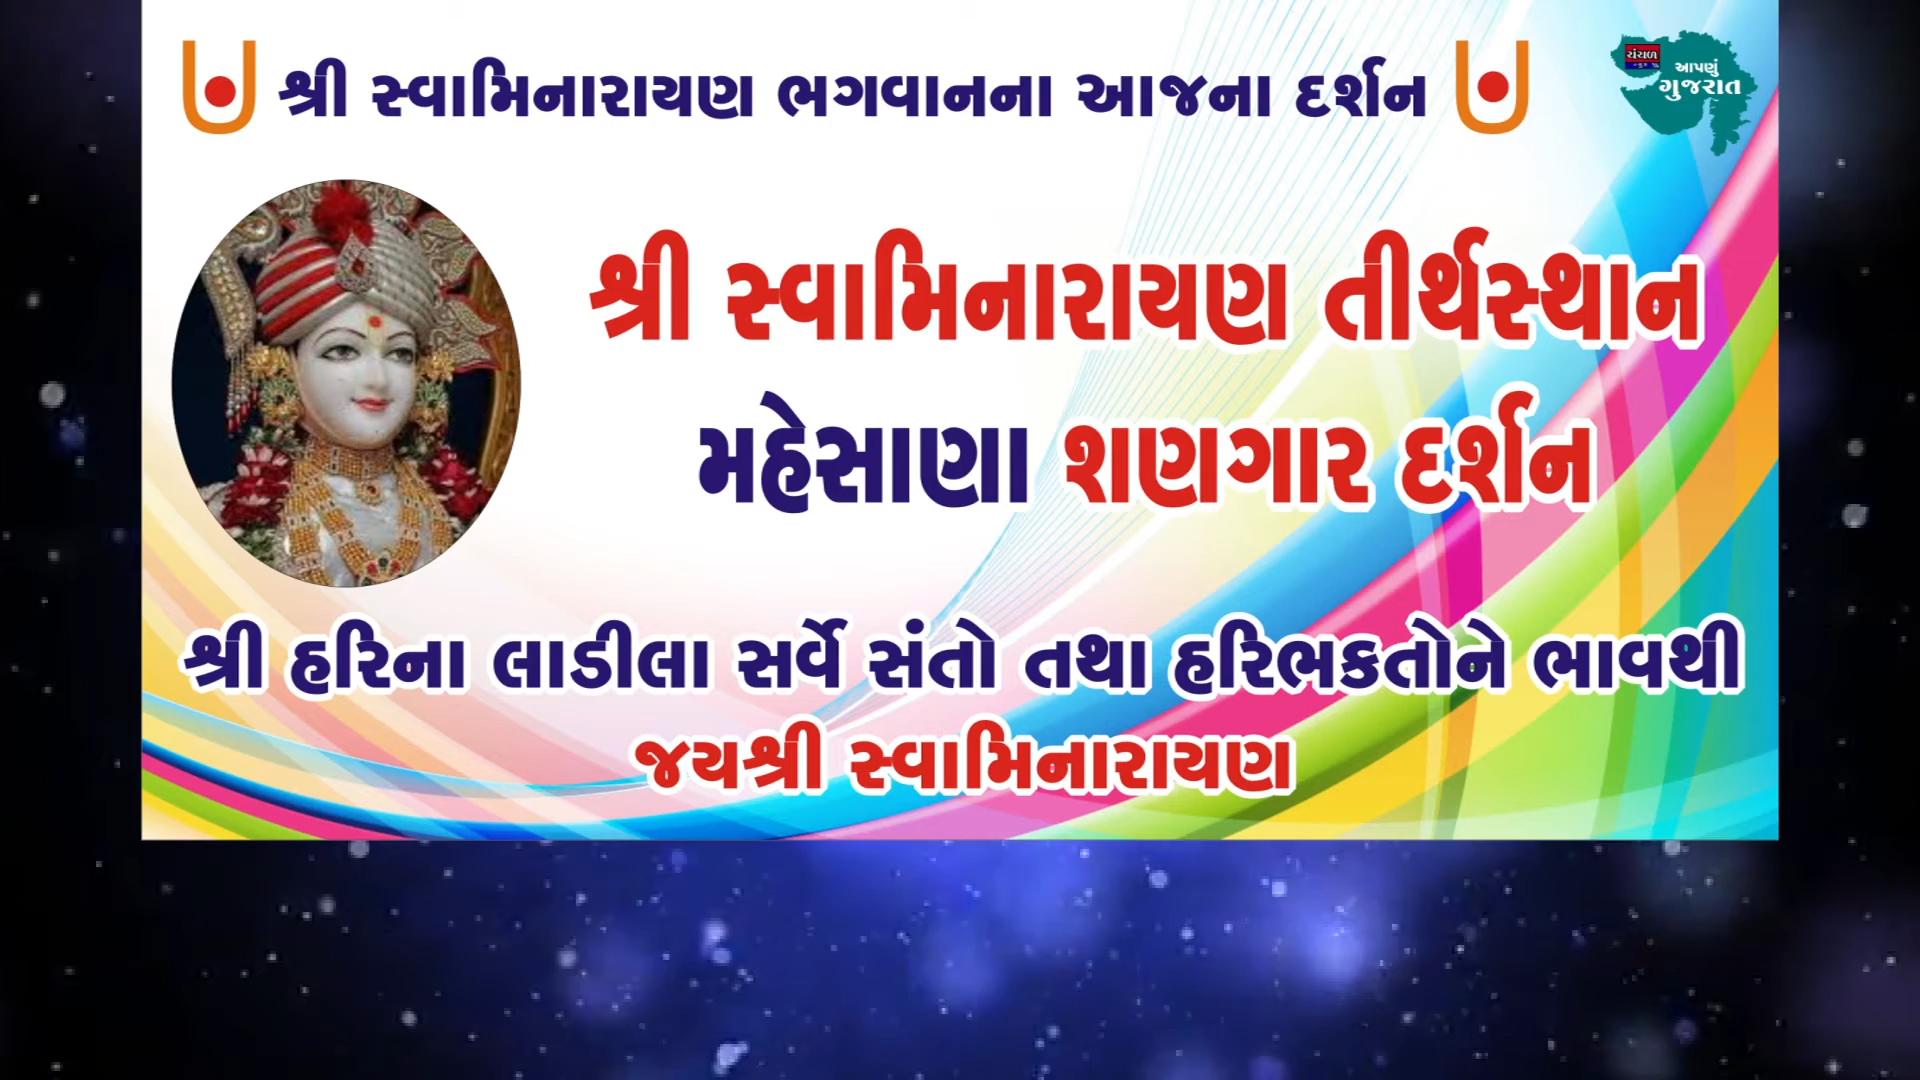 શ્રી સ્વામિનારાયણ ભગવાનના આજના દર્શન
ચંચળ
આપણું
ગુજરાત
શ્રી સ્વામિનારાયણ તીર્થસ્થાન
મહેસાણા શણગાર દર્શન
શ્રી હરિના લાડીલા સર્વે સંતો તથા હરિભકતોને ભાવથી
જયશ્રી સ્વામિનારાયણ